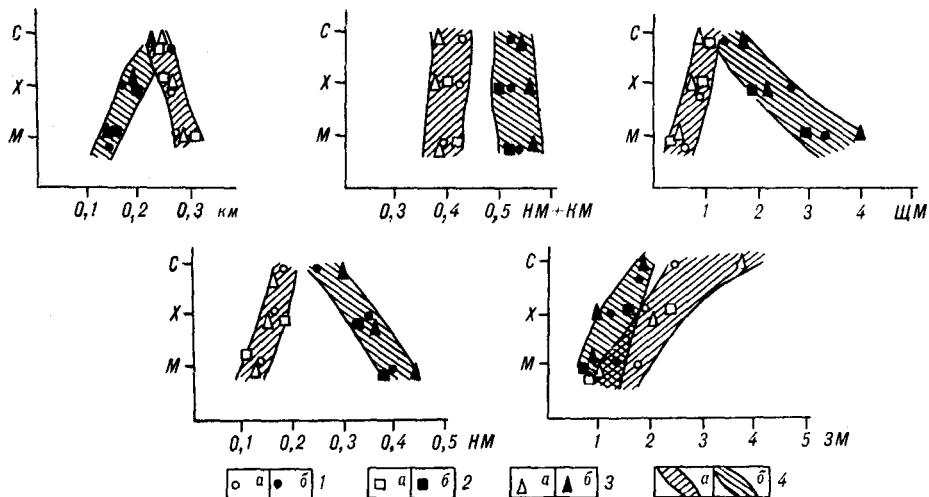 С С С
Х Х Х
М М М
0,1 0,2 0,3 км 0,3 0,4 0,5 НМ+КМ 1 2 3 4 ЩМ
С С
Х Х
М М
0,1 0,2 0,3 0,4 0,5 НМ 1 2 3 4 5 ЗМ
а б 1 а б 2 а б 3 а б 4